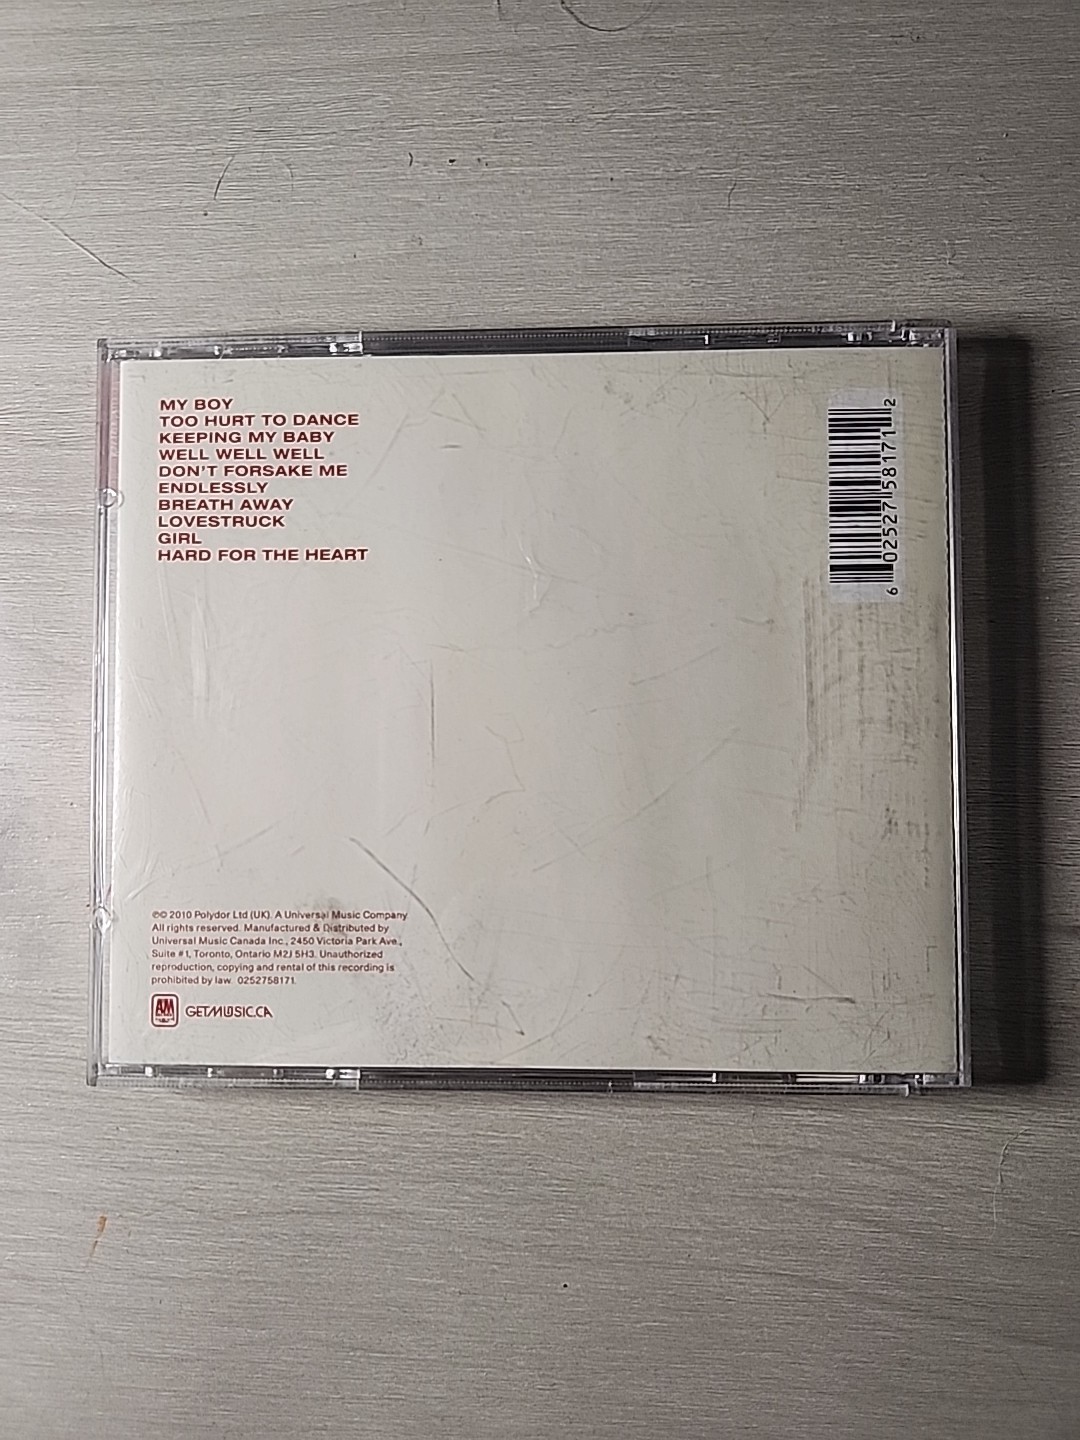 MY BOY
TOO HURT TO DANCE
KEEPING MY BABY
WELL WELL WELL
DON'T FORSAKE ME
ENDLESSLY
BREATH AWAY
LOVESTRUCK
GIRL
HARD FOR THE HEART
6 02527 58171 2
℗© 2010 Polydor Ltd (UK). A Universal Music Company
All rights reserved. Manufactured & Distributed by
Universal Music Canada Inc., 2450 Victoria Park Ave.,
Suite #1, Toronto, Ontario M2J 5H3. Unauthorized
reproduction, copying and rental of this recording is
prohibited by law. 0252758171.
A&M
GETMUSIC.CA